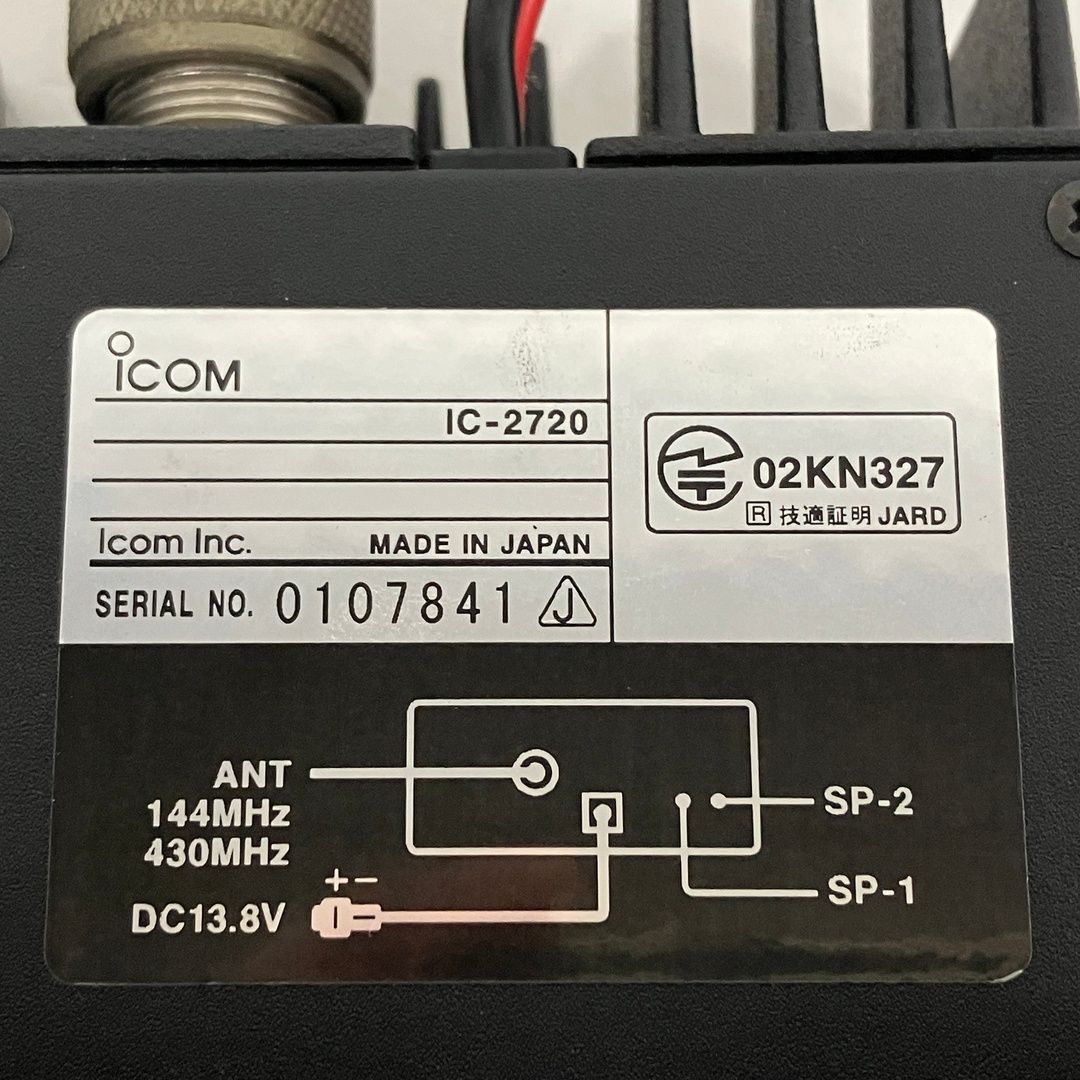 iCOM
IC-2720
Icom Inc. MADE IN JAPAN
SERIAL NO. 0107841 J
02KN327
R 技適証明 JARD
ANT
144MHz
430MHz
SP-2
+ -
SP-1
DC13.8V